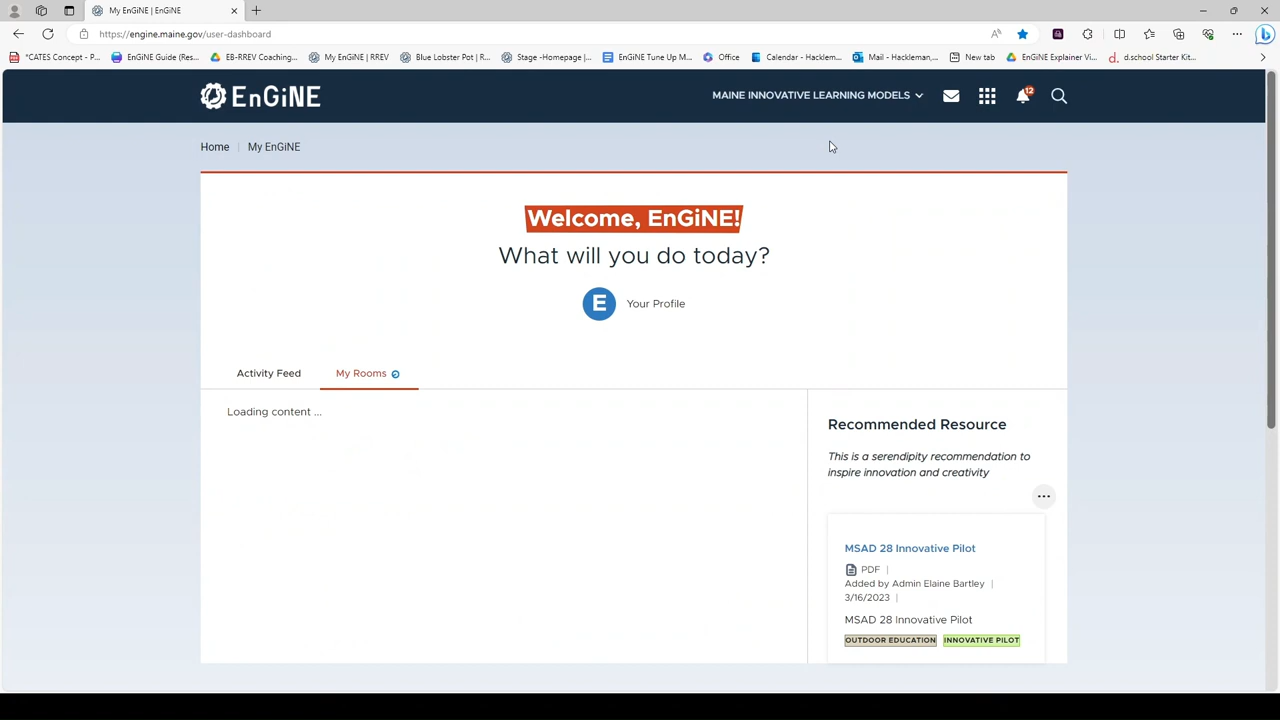 My EnGiNE | EnGiNE
https://engine.maine.gov/user-dashboard
*CATES Concept - P...
EnGiNE Guide (Res...
EB-RREV Coaching...
My EnGiNE | RREV
Blue Lobster Pot | R...
Stage -Homepage |...
EnGiNE Tune Up M...
Office
Calendar - Hacklem...
Mail - Hackleman,...
New tab
EnGiNE Explainer Vi...
d.school Starter Kit...
EnGiNE
MAINE INNOVATIVE LEARNING MODELS
12
Home | My EnGiNE
Welcome, EnGiNE!
What will you do today?
E Your Profile
Activity Feed
My Rooms
Loading content ...
Recommended Resource
This is a serendipity recommendation to
inspire innovation and creativity
MSAD 28 Innovative Pilot
PDF |
Added by Admin Elaine Bartley |
3/16/2023 |
MSAD 28 Innovative Pilot
OUTDOOR EDUCATION INNOVATIVE PILOT